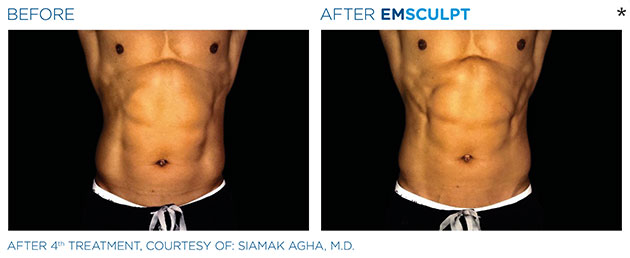 BEFORE
AFTER EMSCULPT
*
AFTER 4th TREATMENT, COURTESY OF: SIAMAK AGHA, M.D.